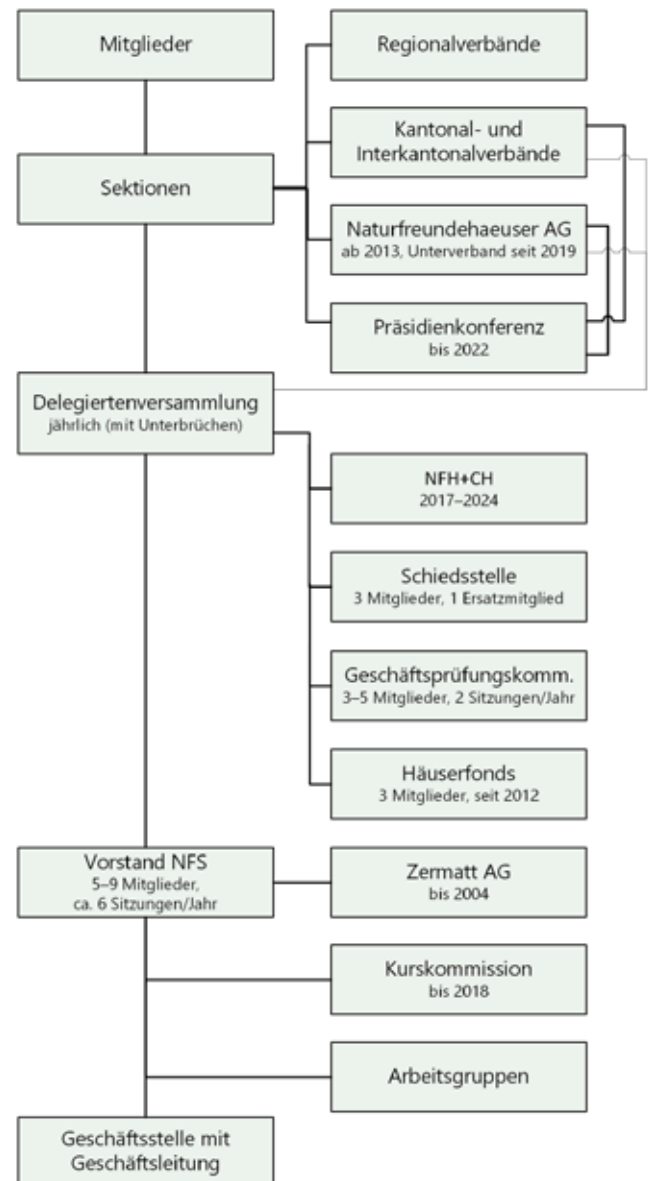 Mitglieder
Regionalverbände
Kantonal- und
Interkantonalverbände
Sektionen
Naturfreundehaeuser AG
ab 2013, Unterverband seit 2019
Präsidienkonferenz
bis 2022
Delegiertenversammlung
jährlich (mit Unterbrüchen)
NFH+CH
2017–2024
Schiedsstelle
3 Mitglieder, 1 Ersatzmitglied
Geschäftsprüfungskomm.
3–5 Mitglieder, 2 Sitzungen/Jahr
Häuserfonds
3 Mitglieder, seit 2012
Vorstand NFS
5–9 Mitglieder,
ca. 6 Sitzungen/Jahr
Zermatt AG
bis 2004
Kurskommission
bis 2018
Arbeitsgruppen
Geschäftsstelle mit
Geschäftsleitung